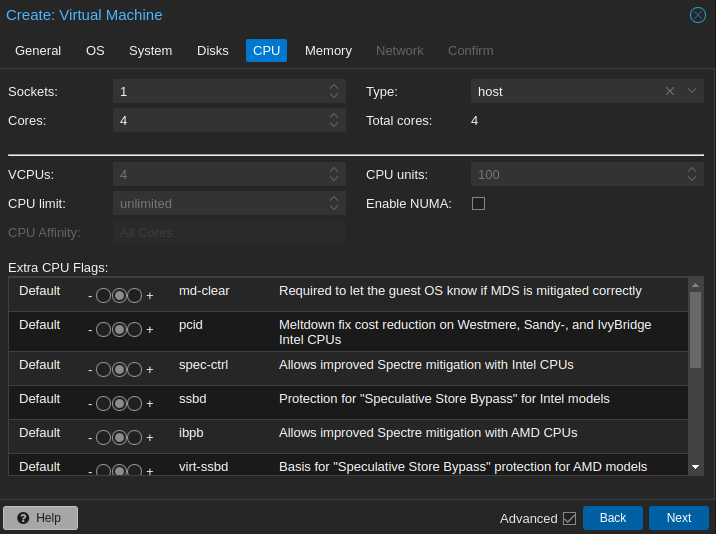 Create: Virtual Machine
General OS System Disks CPU Memory Network Confirm
Sockets: 1 Type: host
Cores: 4 Total cores: 4
VCPUs: 4 CPU units: 100
CPU limit: unlimited Enable NUMA:
CPU Affinity: All Cores
Extra CPU Flags:
Default - + md-clear Required to let the guest OS know if MDS is mitigated correctly
Default - + pcid Meltdown fix cost reduction on Westmere, Sandy-, and IvyBridge
Intel CPUs
Default - + spec-ctrl Allows improved Spectre mitigation with Intel CPUs
Default - + ssbd Protection for "Speculative Store Bypass" for Intel models
Default - + ibpb Allows improved Spectre mitigation with AMD CPUs
Default - + virt-ssbd Basis for "Speculative Store Bypass" protection for AMD models
? Help Advanced Back Next